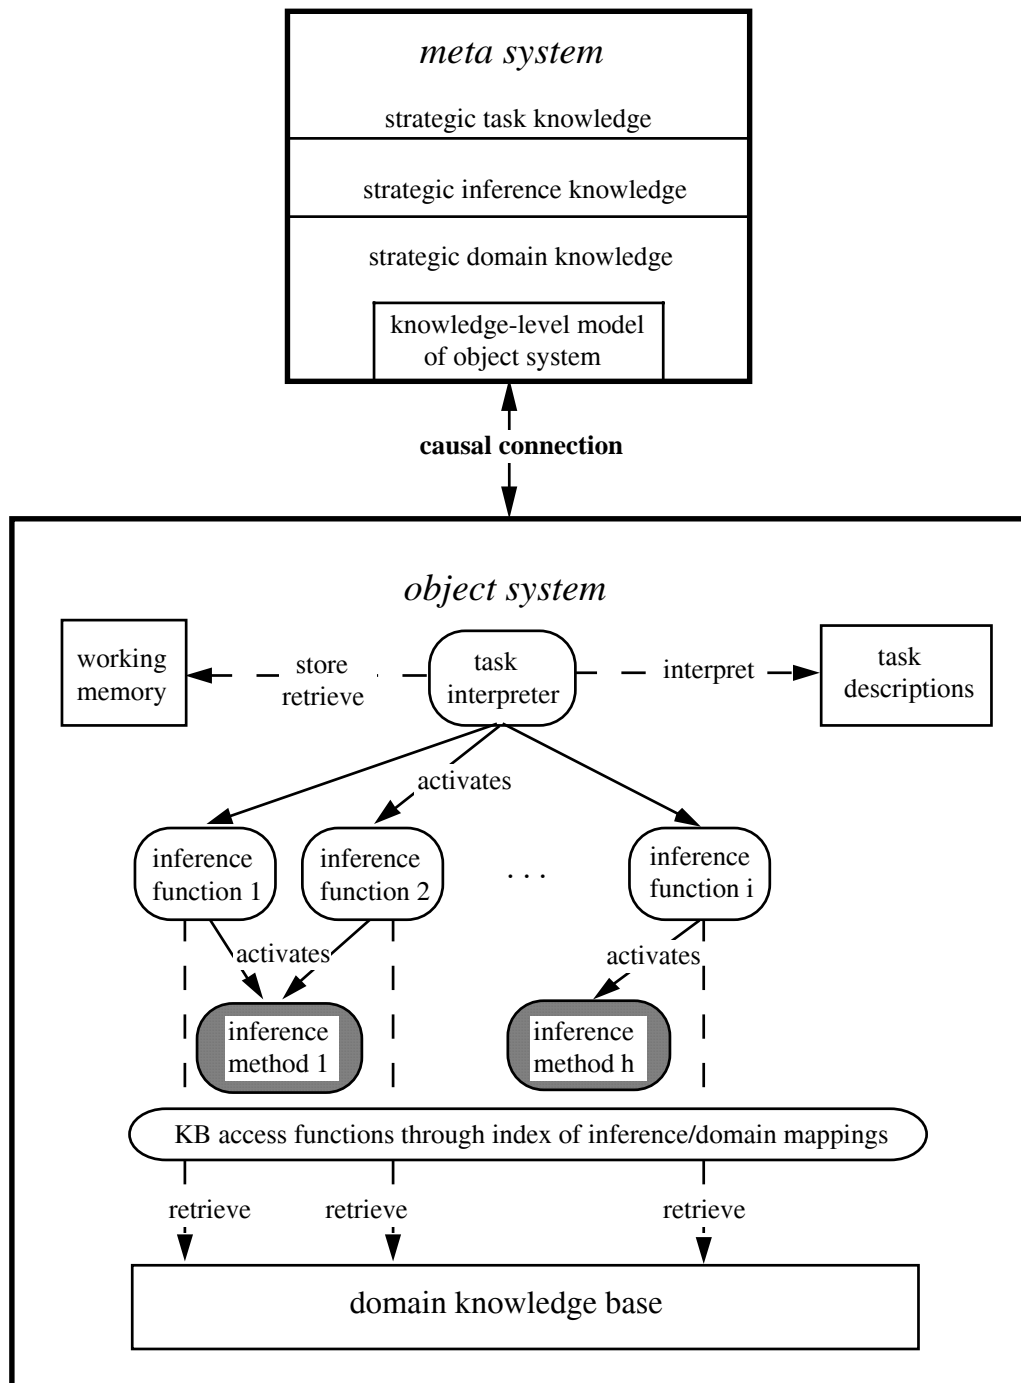 meta system
strategic task knowledge
strategic inference knowledge
strategic domain knowledge
knowledge-level model
of object system
causal connection
object system
working
memory
store
retrieve
task
interpreter
interpret
task
descriptions
activates
inference
function 1
inference
function 2
. . .
inference
function i
activates
activates
inference
method 1
inference
method h
KB access functions through index of inference/domain mappings
retrieve
retrieve
retrieve
domain knowledge base